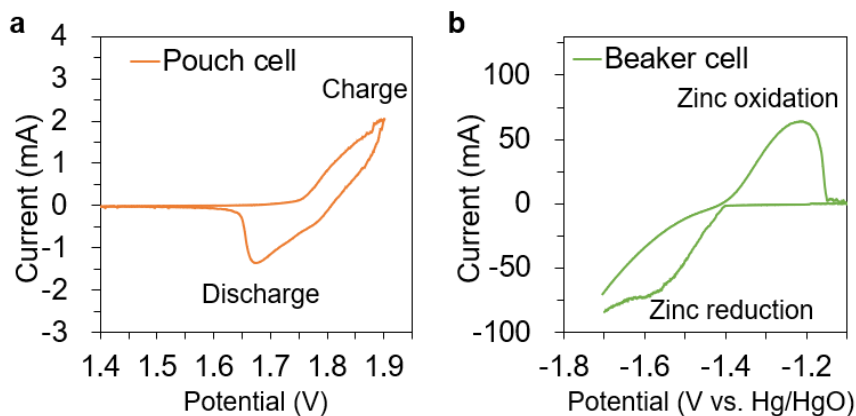 a
Pouch cell
Charge
Discharge
4
3
2
1
0
-1
-2
-3
Current (mA)
1.4 1.5 1.6 1.7 1.8 1.9
Potential (V)
b
Beaker cell
Zinc oxidation
Zinc reduction
100
50
0
-50
-100
Current (mA)
-1.8 -1.6 -1.4 -1.2
Potential (V vs. Hg/HgO)